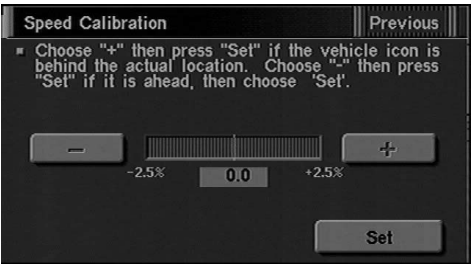 Speed Calibration Previous
Choose "+" then press "Set" if the vehicle icon is
behind the actual location. Choose "-" then press
"Set" if it is ahead, then choose 'Set'.
- +
-2.5% 0.0 +2.5%
Set